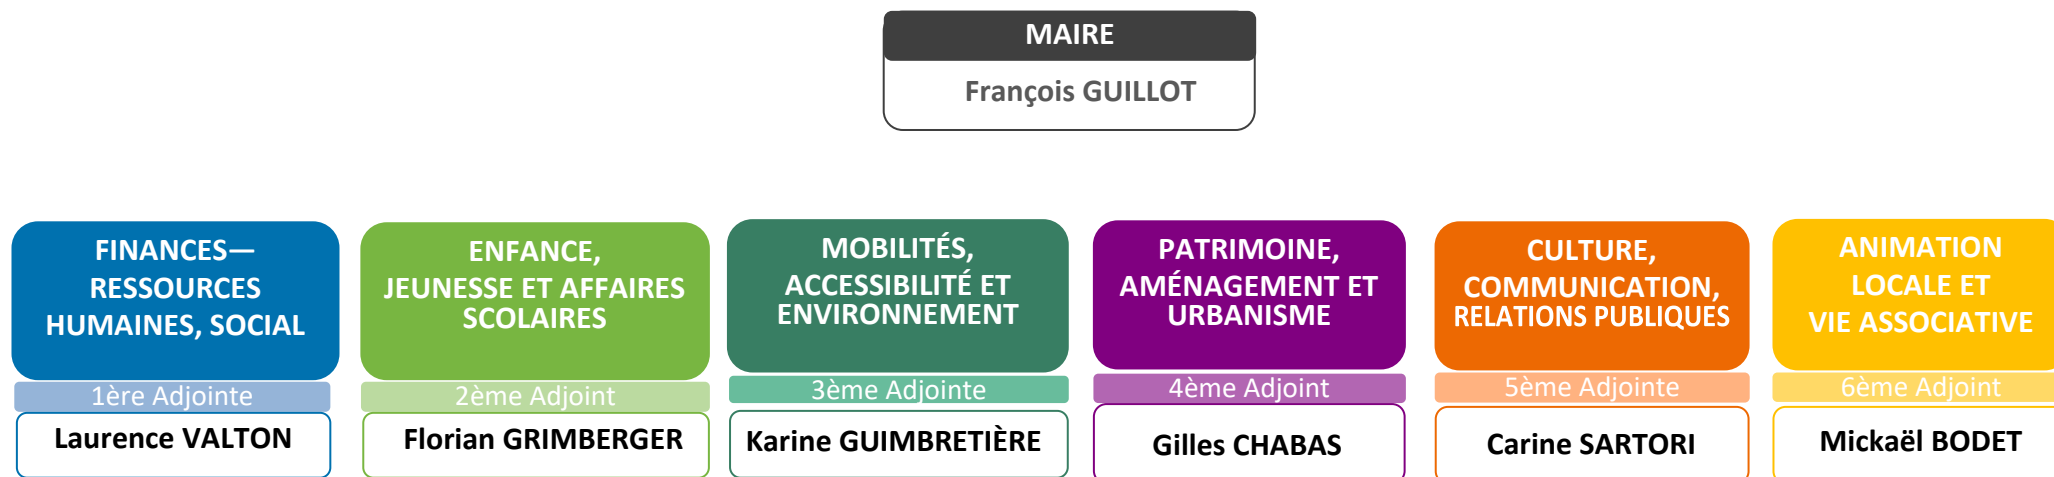 MAIRE
François GUILLOT
FINANCES—
RESSOURCES
HUMAINES, SOCIAL
1ère Adjointe
Laurence VALTON
ENFANCE,
JEUNESSE ET AFFAIRES
SCOLAIRES
2ème Adjoint
Florian GRIMBERGER
MOBILITÉS,
ACCESSIBILITÉ ET
ENVIRONNEMENT
3ème Adjointe
Karine GUIMBRETIÈRE
PATRIMOINE,
AMÉNAGEMENT ET
URBANISME
4ème Adjoint
Gilles CHABAS
CULTURE,
COMMUNICATION,
RELATIONS PUBLIQUES
5ème Adjointe
Carine SARTORI
ANIMATION
LOCALE ET
VIE ASSOCIATIVE
6ème Adjoint
Mickaël BODET